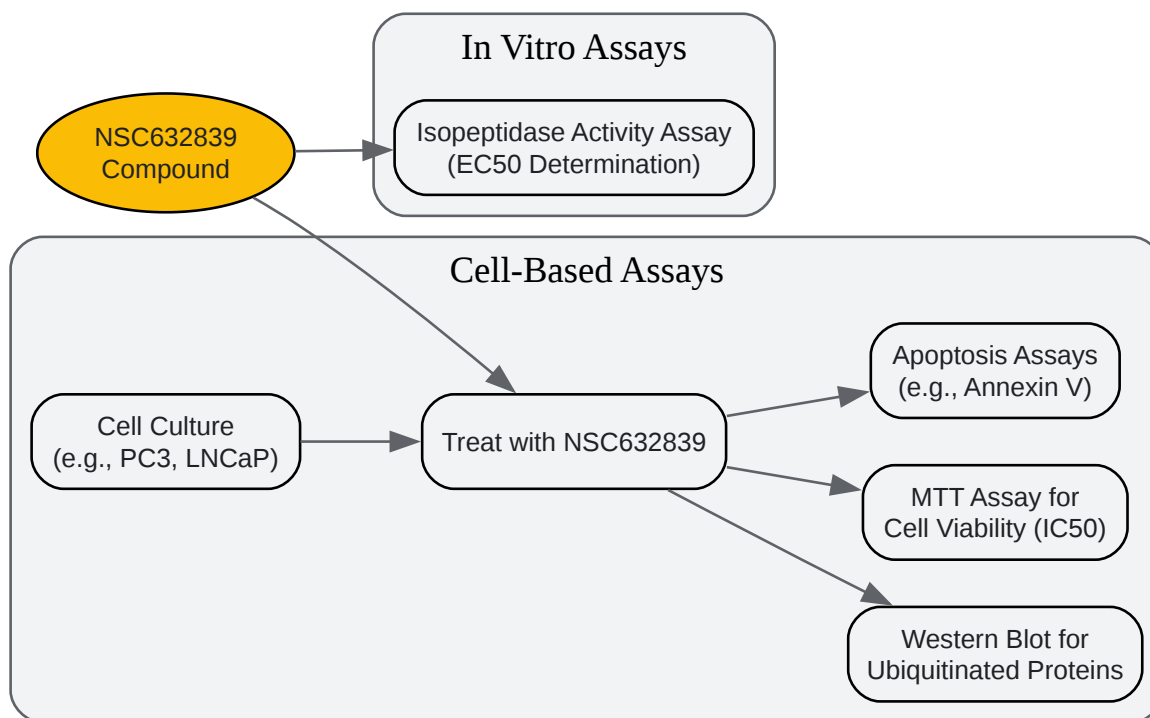 In Vitro Assays
NSC632839
Compound
Isopeptidase Activity Assay
(EC50 Determination)
Cell-Based Assays
Cell Culture
(e.g., PC3, LNCaP)
Treat with NSC632839
Apoptosis Assays
(e.g., Annexin V)
MTT Assay for
Cell Viability (IC50)
Western Blot for
Ubiquitinated Proteins